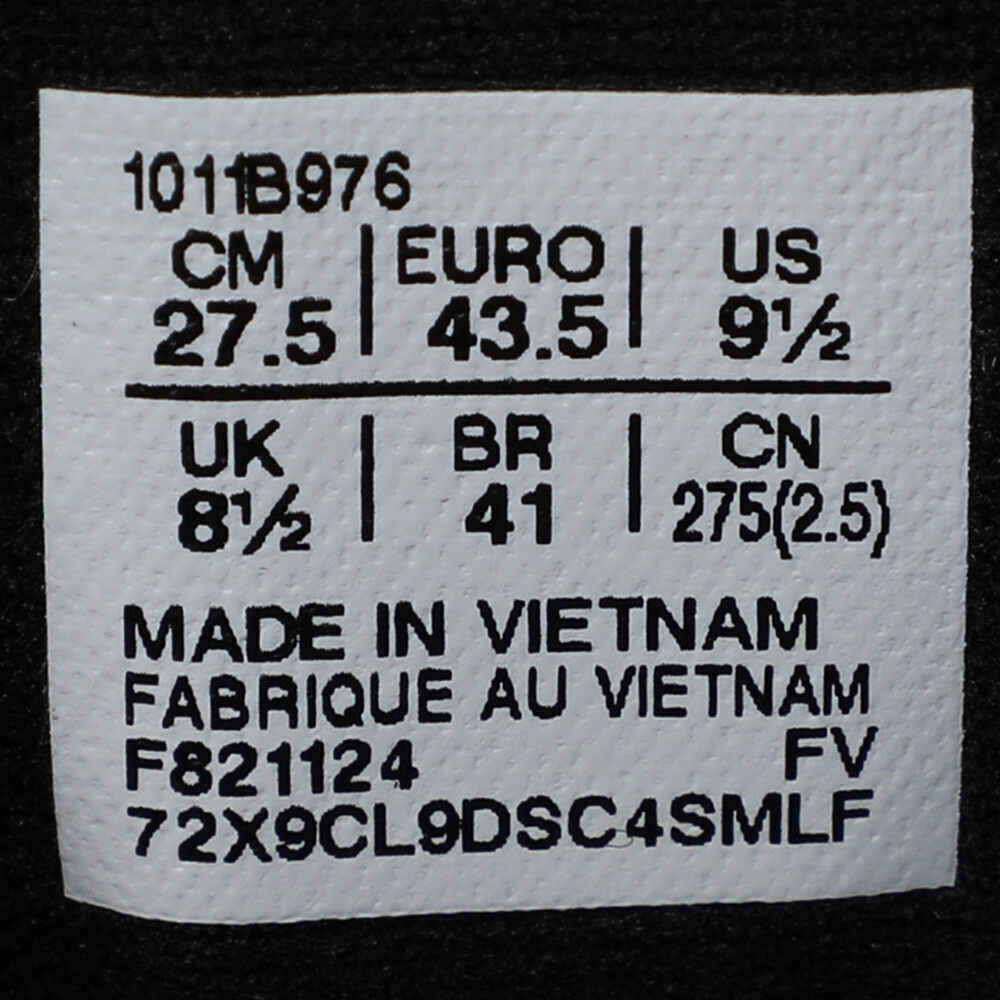 1011B976
CM | EURO | US
27.5 | 43.5 | 9½
UK | BR | CN
8½ | 41 | 275(2.5)
MADE IN VIETNAM
FABRIQUE AU VIETNAM
F821124 FV
72X9CL9DSC4SMLF